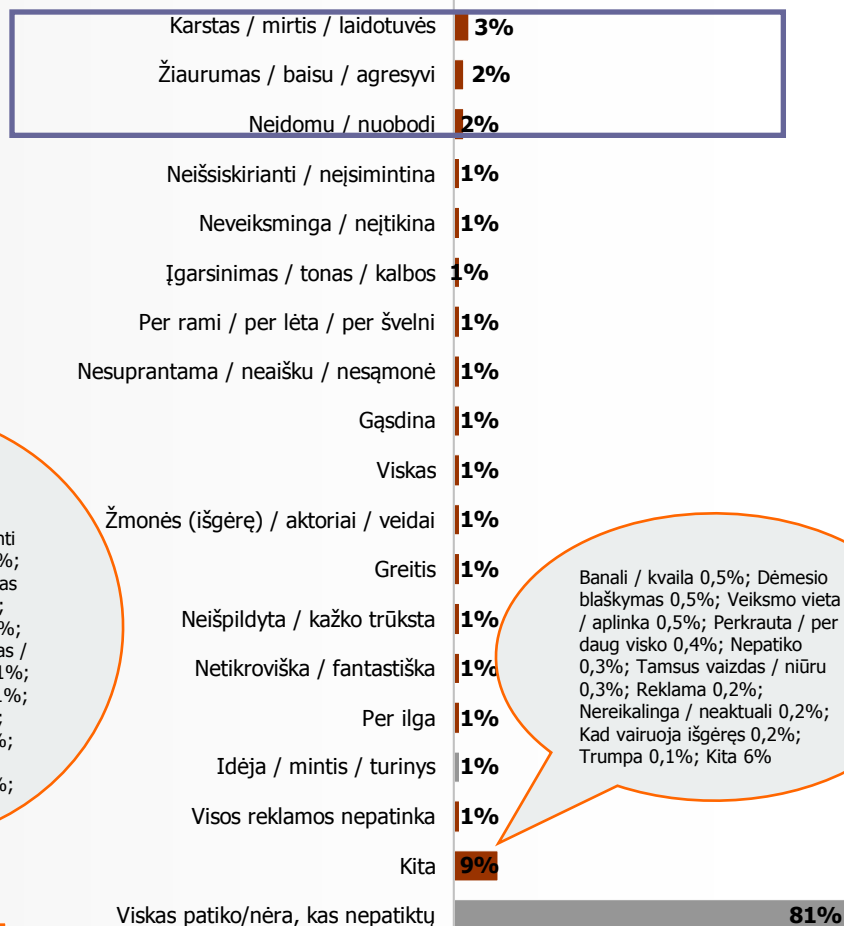 Karstas / mirtis / laidotuvės 3%
Žiaurumas / baisu / agresyvi 2%
Neįdomu / nuobodi 2%
Neišsiskirianti / neįsimintina 1%
Neveiksminga / neįtikina 1%
Įgarsinimas / tonas / kalbos 1%
Per rami / per lėta / per švelni 1%
Nesuprantama / neaišku / nesąmonė 1%
Gąsdina 1%
Viskas 1%
Žmonės (išgėrę) / aktoriai / veidai 1%
Greitis 1%
Neišpildyta / kažko trūksta 1%
Netikroviška / fantastiška 1%
Per ilga 1%
Idėja / mintis / turinys 1%
Visos reklamos nepatinka 1%
Kita 9%
Viskas patiko/nėra, kas nepatiktų 81%
Banali / kvaila 0,5%; Dėmesio
blaškymas 0,5%; Veiksmo vieta
/ aplinka 0,5%; Perkrauta / per
daug visko 0,4%; Nepatiko
0,3%; Tamsus vaizdas / niūru
0,3%; Reklama 0,2%;
Nereikalinga / neaktuali 0,2%;
Kad vairuoja išgėręs 0,2%;
Trumpa 0,1%; Kita 6%